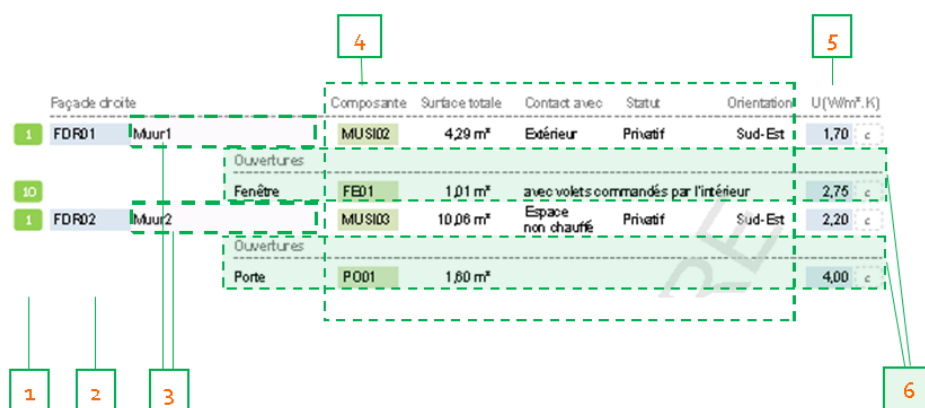 4 5
Façade droite Composante Surface totale Contact avec Statut Orientation U(W/m².K)
1 FDR01 Muur1 MUSI02 4,29 m² Extérieur Privatif Sud-Est 1,70 c
Ouvertures
10 Fenêtre FE01 1,01 m² avec volets commandés par l'intérieur 2,75 c
1 FDR02 Muur2 MUSI03 10,06 m² Espace non chauffé Privatif Sud-Est 2,20 c
Ouvertures
Porte PO01 1,60 m² 4,00 c
RE
1 2 3 6